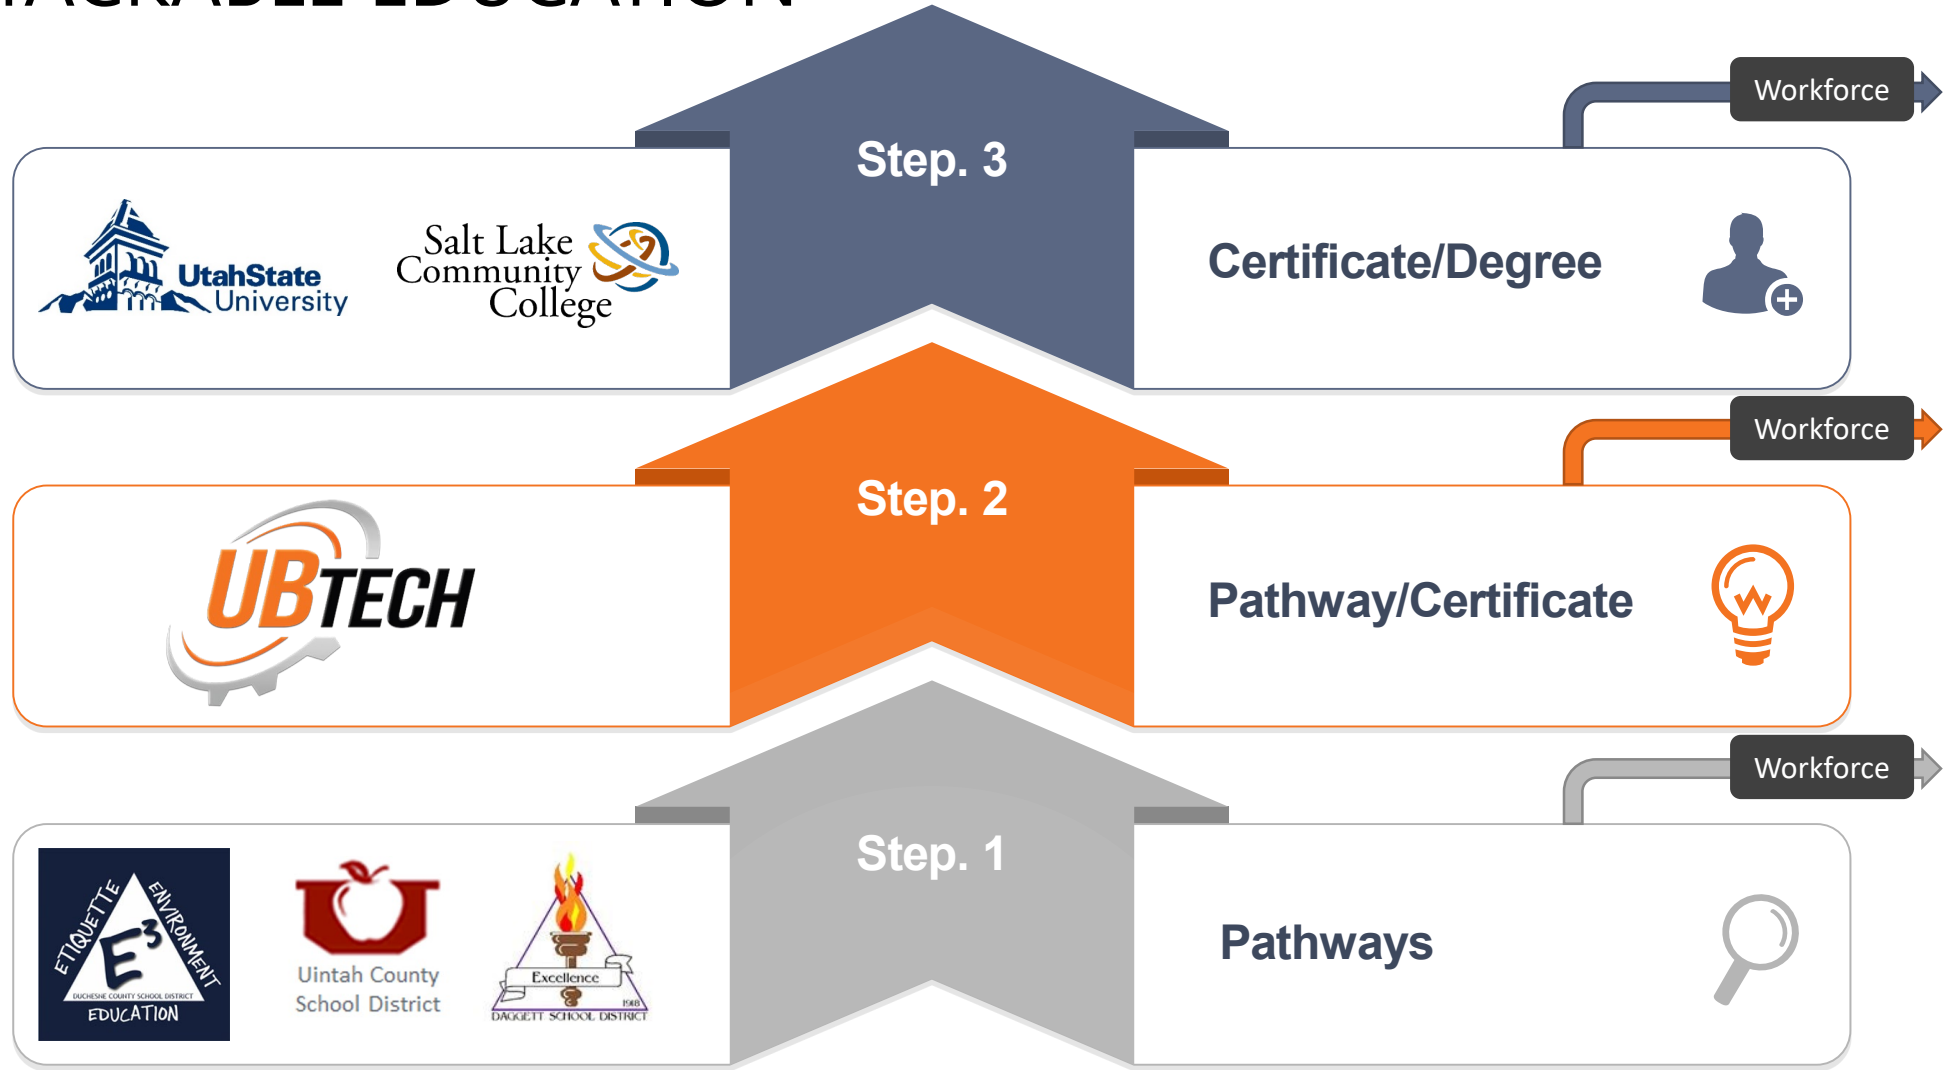 TACKABLE EDUCATION
Workforce
Step. 3
UtahState
University
Salt Lake
Community
College
Certificate/Degree
Workforce
Step. 2
UBTECH
Pathway/Certificate
Workforce
Step. 1
ETIQUETTE
ENVIRONMENT
E3
DUCHESNE COUNTY SCHOOL DISTRICT
EDUCATION
Uintah County
School District
Excellence
1918
DAGGETT SCHOOL DISTRICT
Pathways